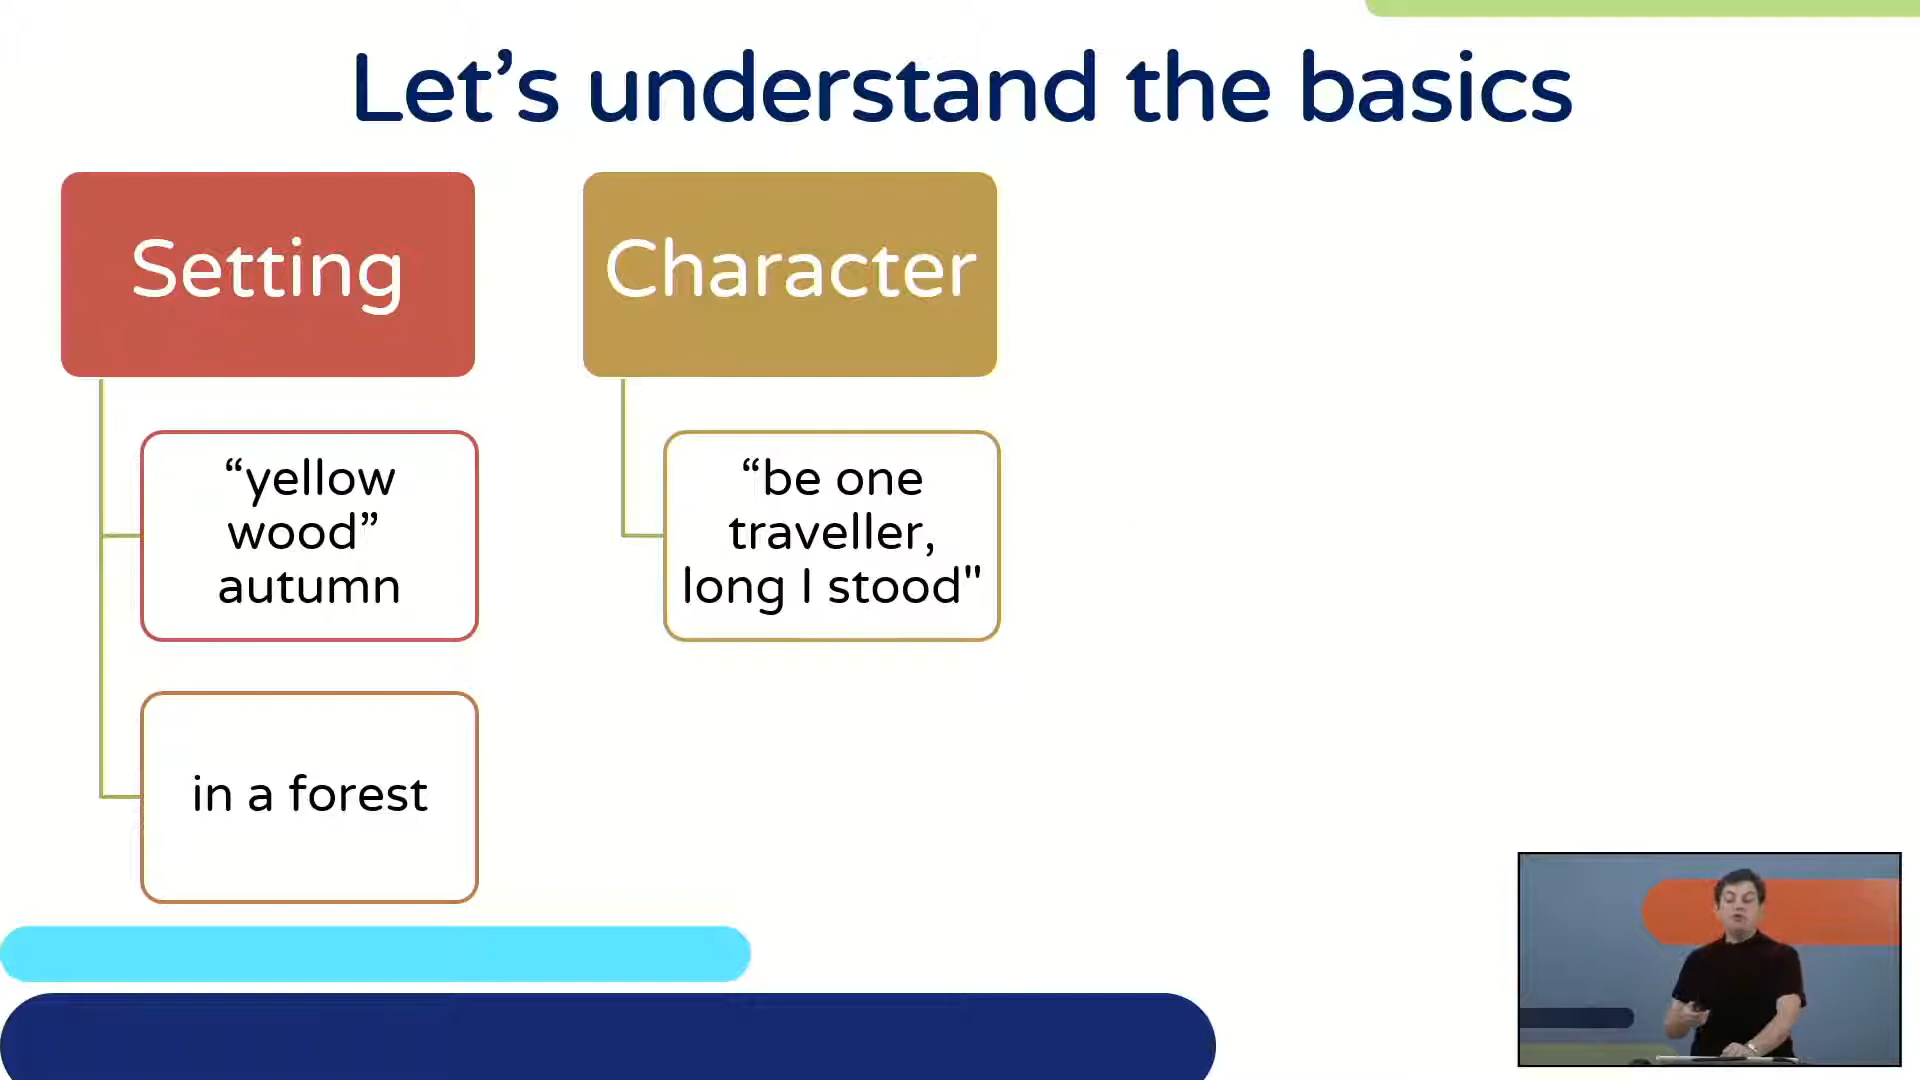 Let’s understand the basics
Setting
Character
“yellow
wood”
autumn
“be one
traveller,
long I stood"
in a forest